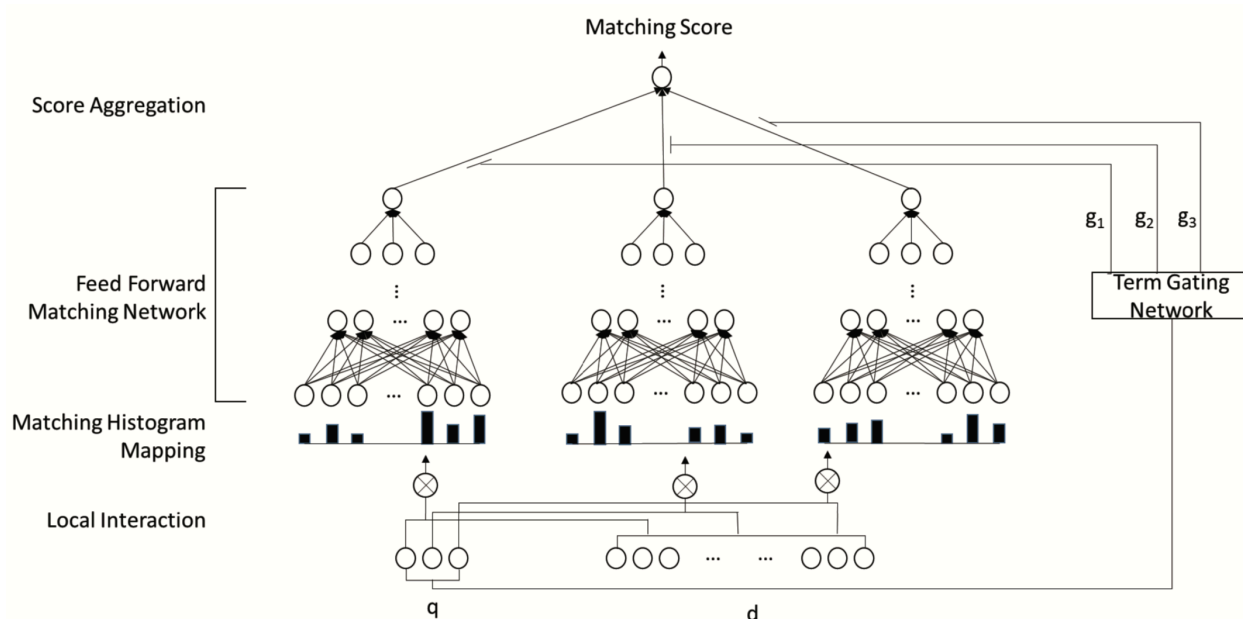 Matching Score
Score Aggregation
g₁
g₂
g₃
Feed Forward
Matching Network
...
Term Gating
Network
... ... ...
...
... ... ...
Matching Histogram
Mapping
Local Interaction
... ...
q
d